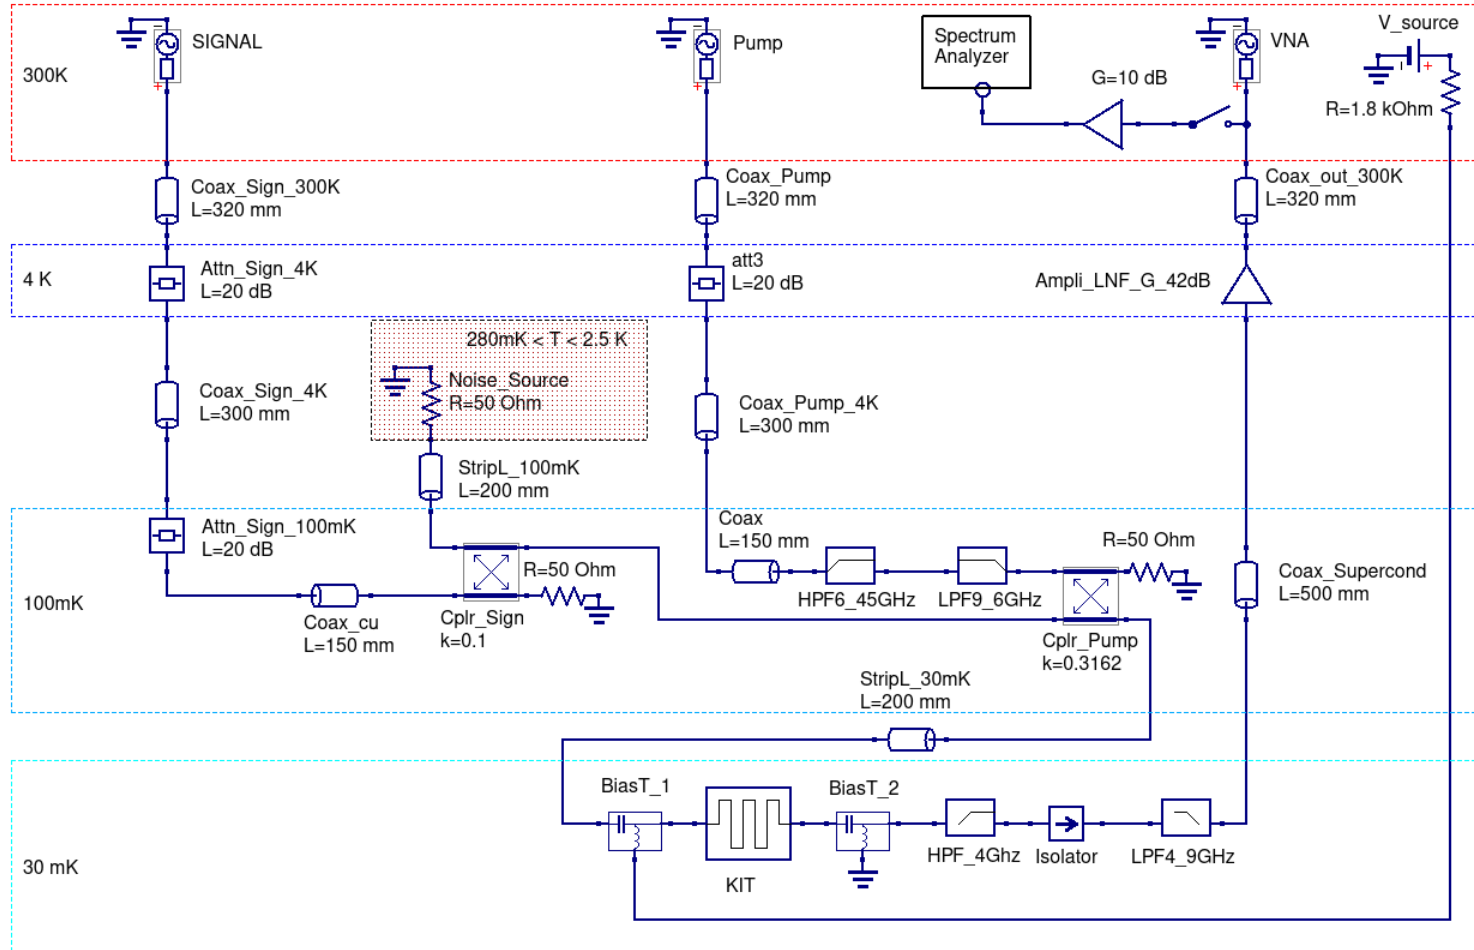 SIGNAL
Pump
Spectrum
Analyzer
VNA
V_source
300K
G=10 dB
R=1.8 kOhm
Coax_Sign_300K
L=320 mm
Coax_Pump
L=320 mm
Coax_out_300K
L=320 mm
4 K
Attn_Sign_4K
L=20 dB
att3
L=20 dB
Ampli_LNF_G_42dB
280mK < T < 2.5 K
Noise_Source
R=50 Ohm
Coax_Sign_4K
L=300 mm
Coax_Pump_4K
L=300 mm
StripL_100mK
L=200 mm
Attn_Sign_100mK
L=20 dB
Coax
L=150 mm
R=50 Ohm
R=50 Ohm
100mK
HPF6_45GHz
LPF9_6GHz
Coax_Supercond
L=500 mm
Coax_cu
L=150 mm
Cplr_Sign
k=0.1
Cplr_Pump
k=0.3162
StripL_30mK
L=200 mm
BiasT_1
BiasT_2
30 mK
KIT
HPF_4Ghz
Isolator
LPF4_9GHz